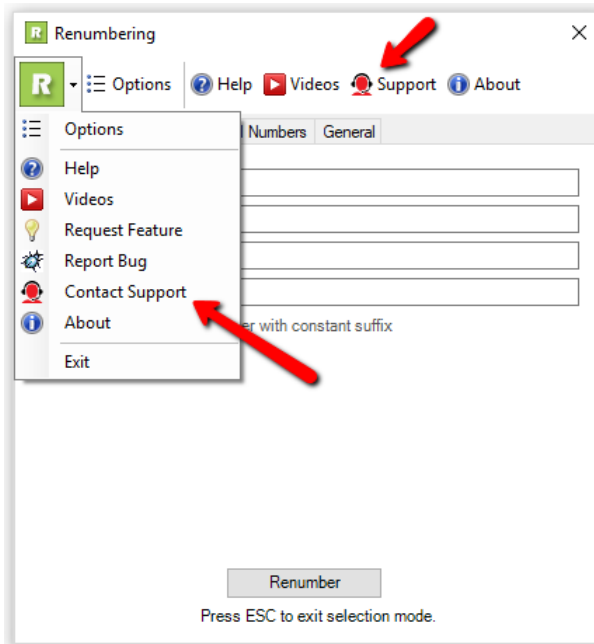 R Renumbering
R Options Help Videos Support About
Options
Numbers General
Help
Videos
Request Feature
Report Bug
Contact Support
About
with constant suffix
Exit
Renumber
Press ESC to exit selection mode.